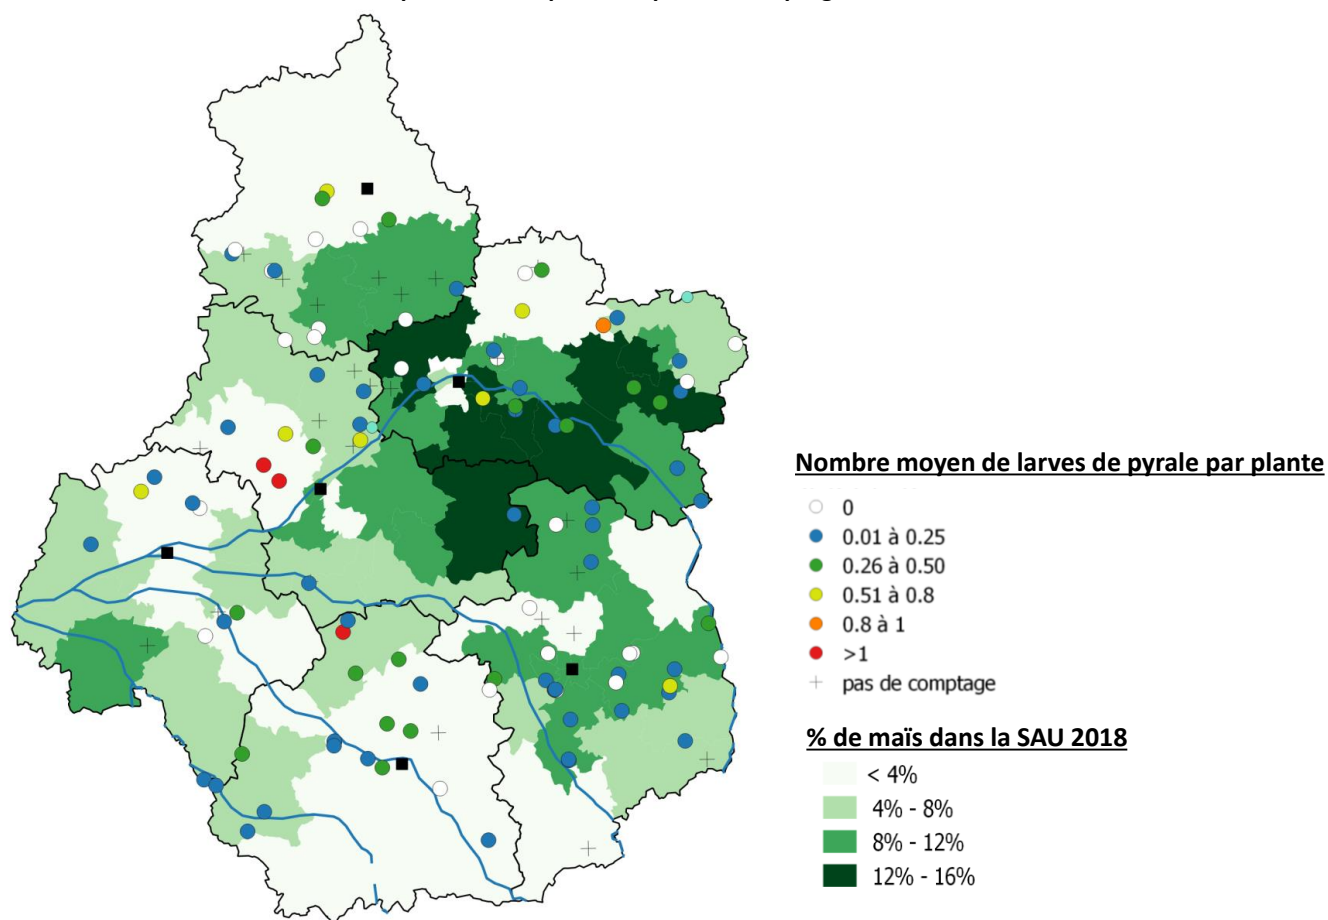 Nombre moyen de larves de pyrale par plante
0
0.01 à 0.25
0.26 à 0.50
0.51 à 0.8
0.8 à 1
>1
pas de comptage
% de maïs dans la SAU 2018
< 4%
4% - 8%
8% - 12%
12% - 16%